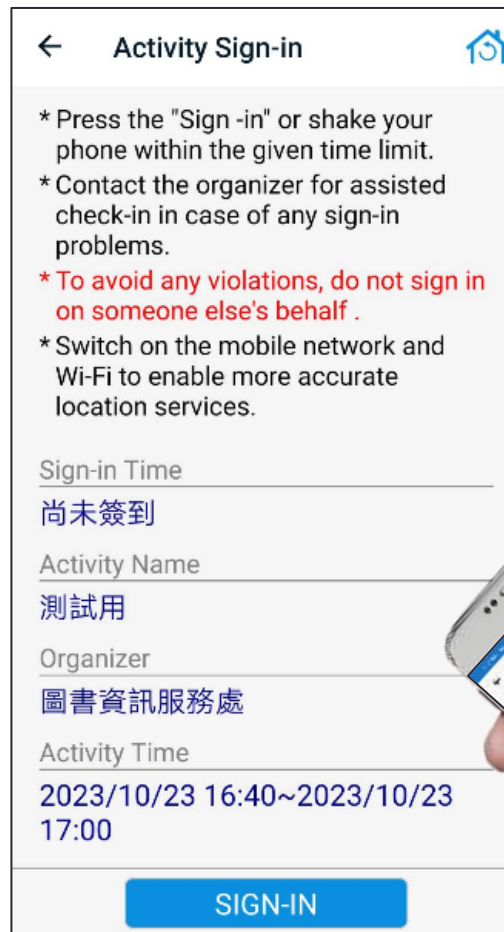 Activity Sign-in
* Press the "Sign -in" or shake your
phone within the given time limit.
* Contact the organizer for assisted
check-in in case of any sign-in
problems.
* To avoid any violations, do not sign in
on someone else's behalf .
* Switch on the mobile network and
Wi-Fi to enable more accurate
location services.
Sign-in Time
尚未簽到
Activity Name
測試用
Organizer
圖書資訊服務處
Activity Time
2023/10/23 16:40~2023/10/23
17:00
SIGN-IN